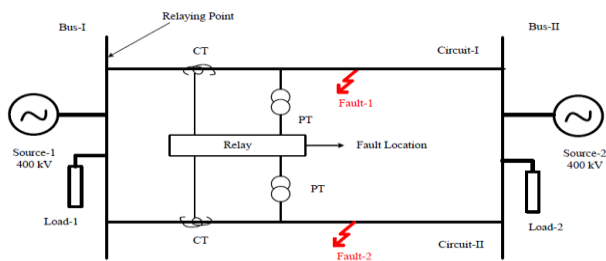 Relaying Point
Bus-I
Bus-II
CT
Circuit-I
Fault-1
PT
Source-1
400 kV
Relay
Fault Location
Source-2
400 kV
PT
Load-1
Load-2
CT
Circuit-II
Fault-2